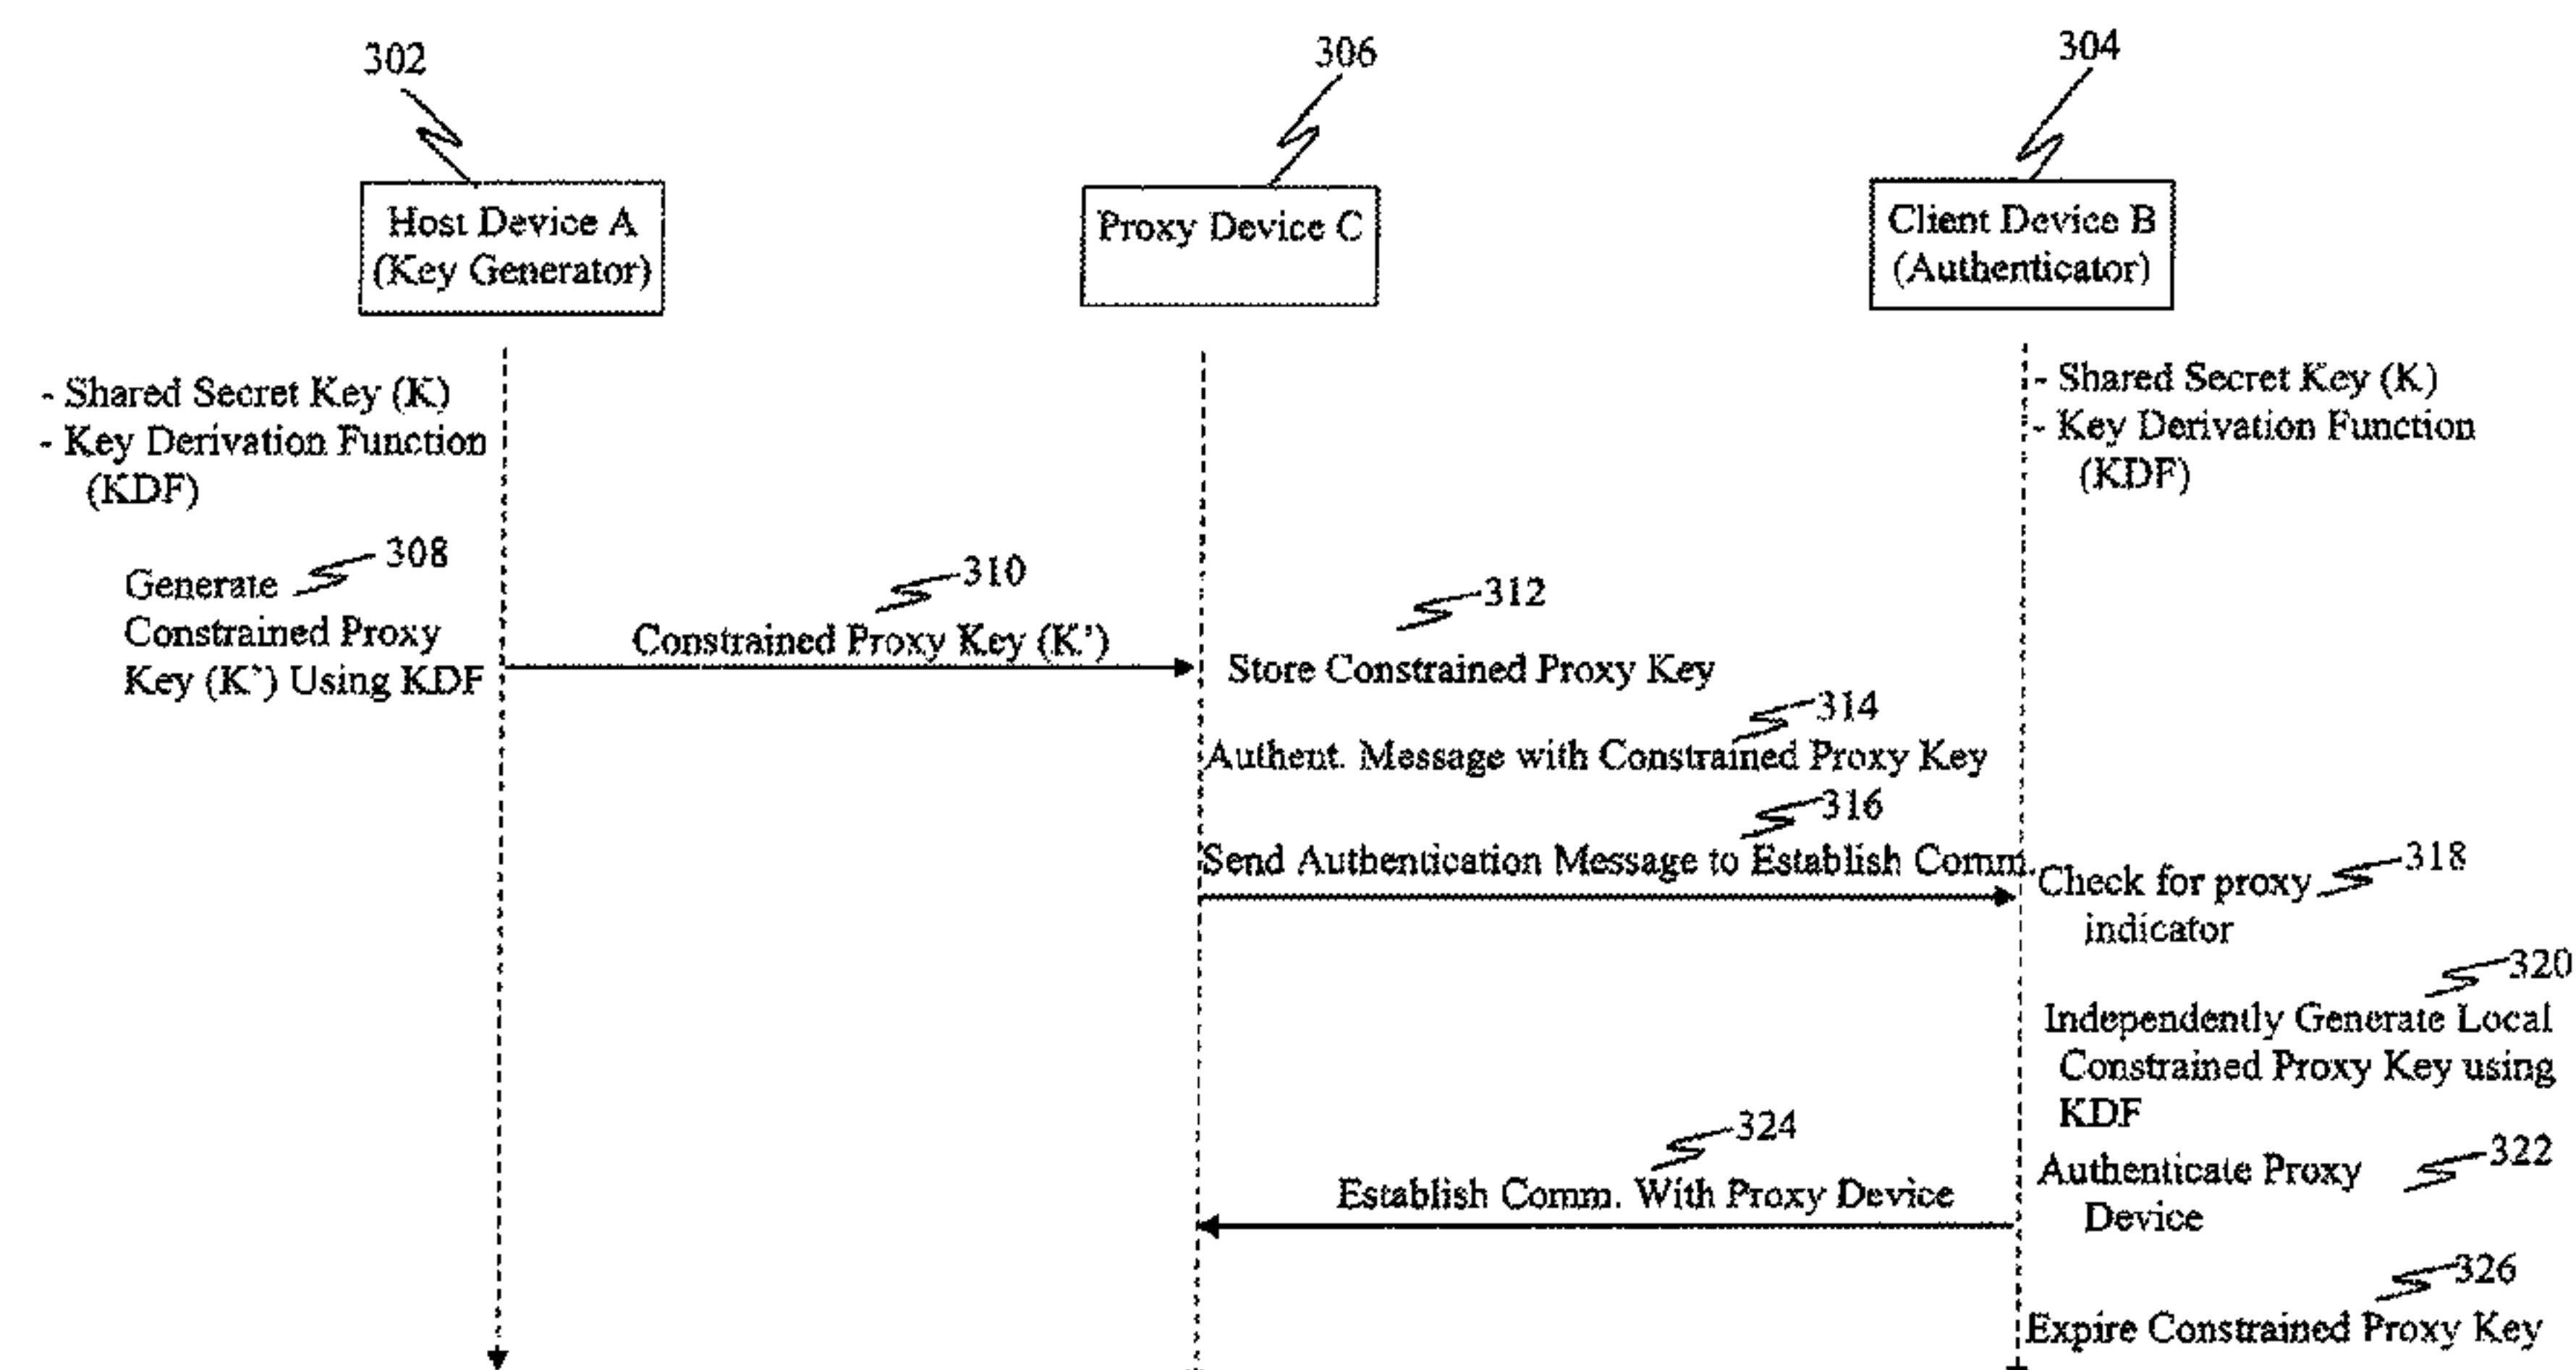 302
306
304
Host Device A
(Key Generator)
Proxy Device C
Client Device B
(Authenticator)
- Shared Secret Key (K)
- Key Derivation Function
(KDF)
- Shared Secret Key (K)
- Key Derivation Function
(KDF)
308
Generate
Constrained Proxy
Key (K') Using KDF
310
Constrained Proxy Key (K')
312
Store Constrained Proxy Key
314
Authent. Message with Constrained Proxy Key
316
Send Authentication Message to Establish Comm.
318
Check for proxy
indicator
320
Independently Generate Local
Constrained Proxy Key using
KDF
324
Establish Comm. With Proxy Device
322
Authenticate Proxy
Device
326
Expire Constrained Proxy Key